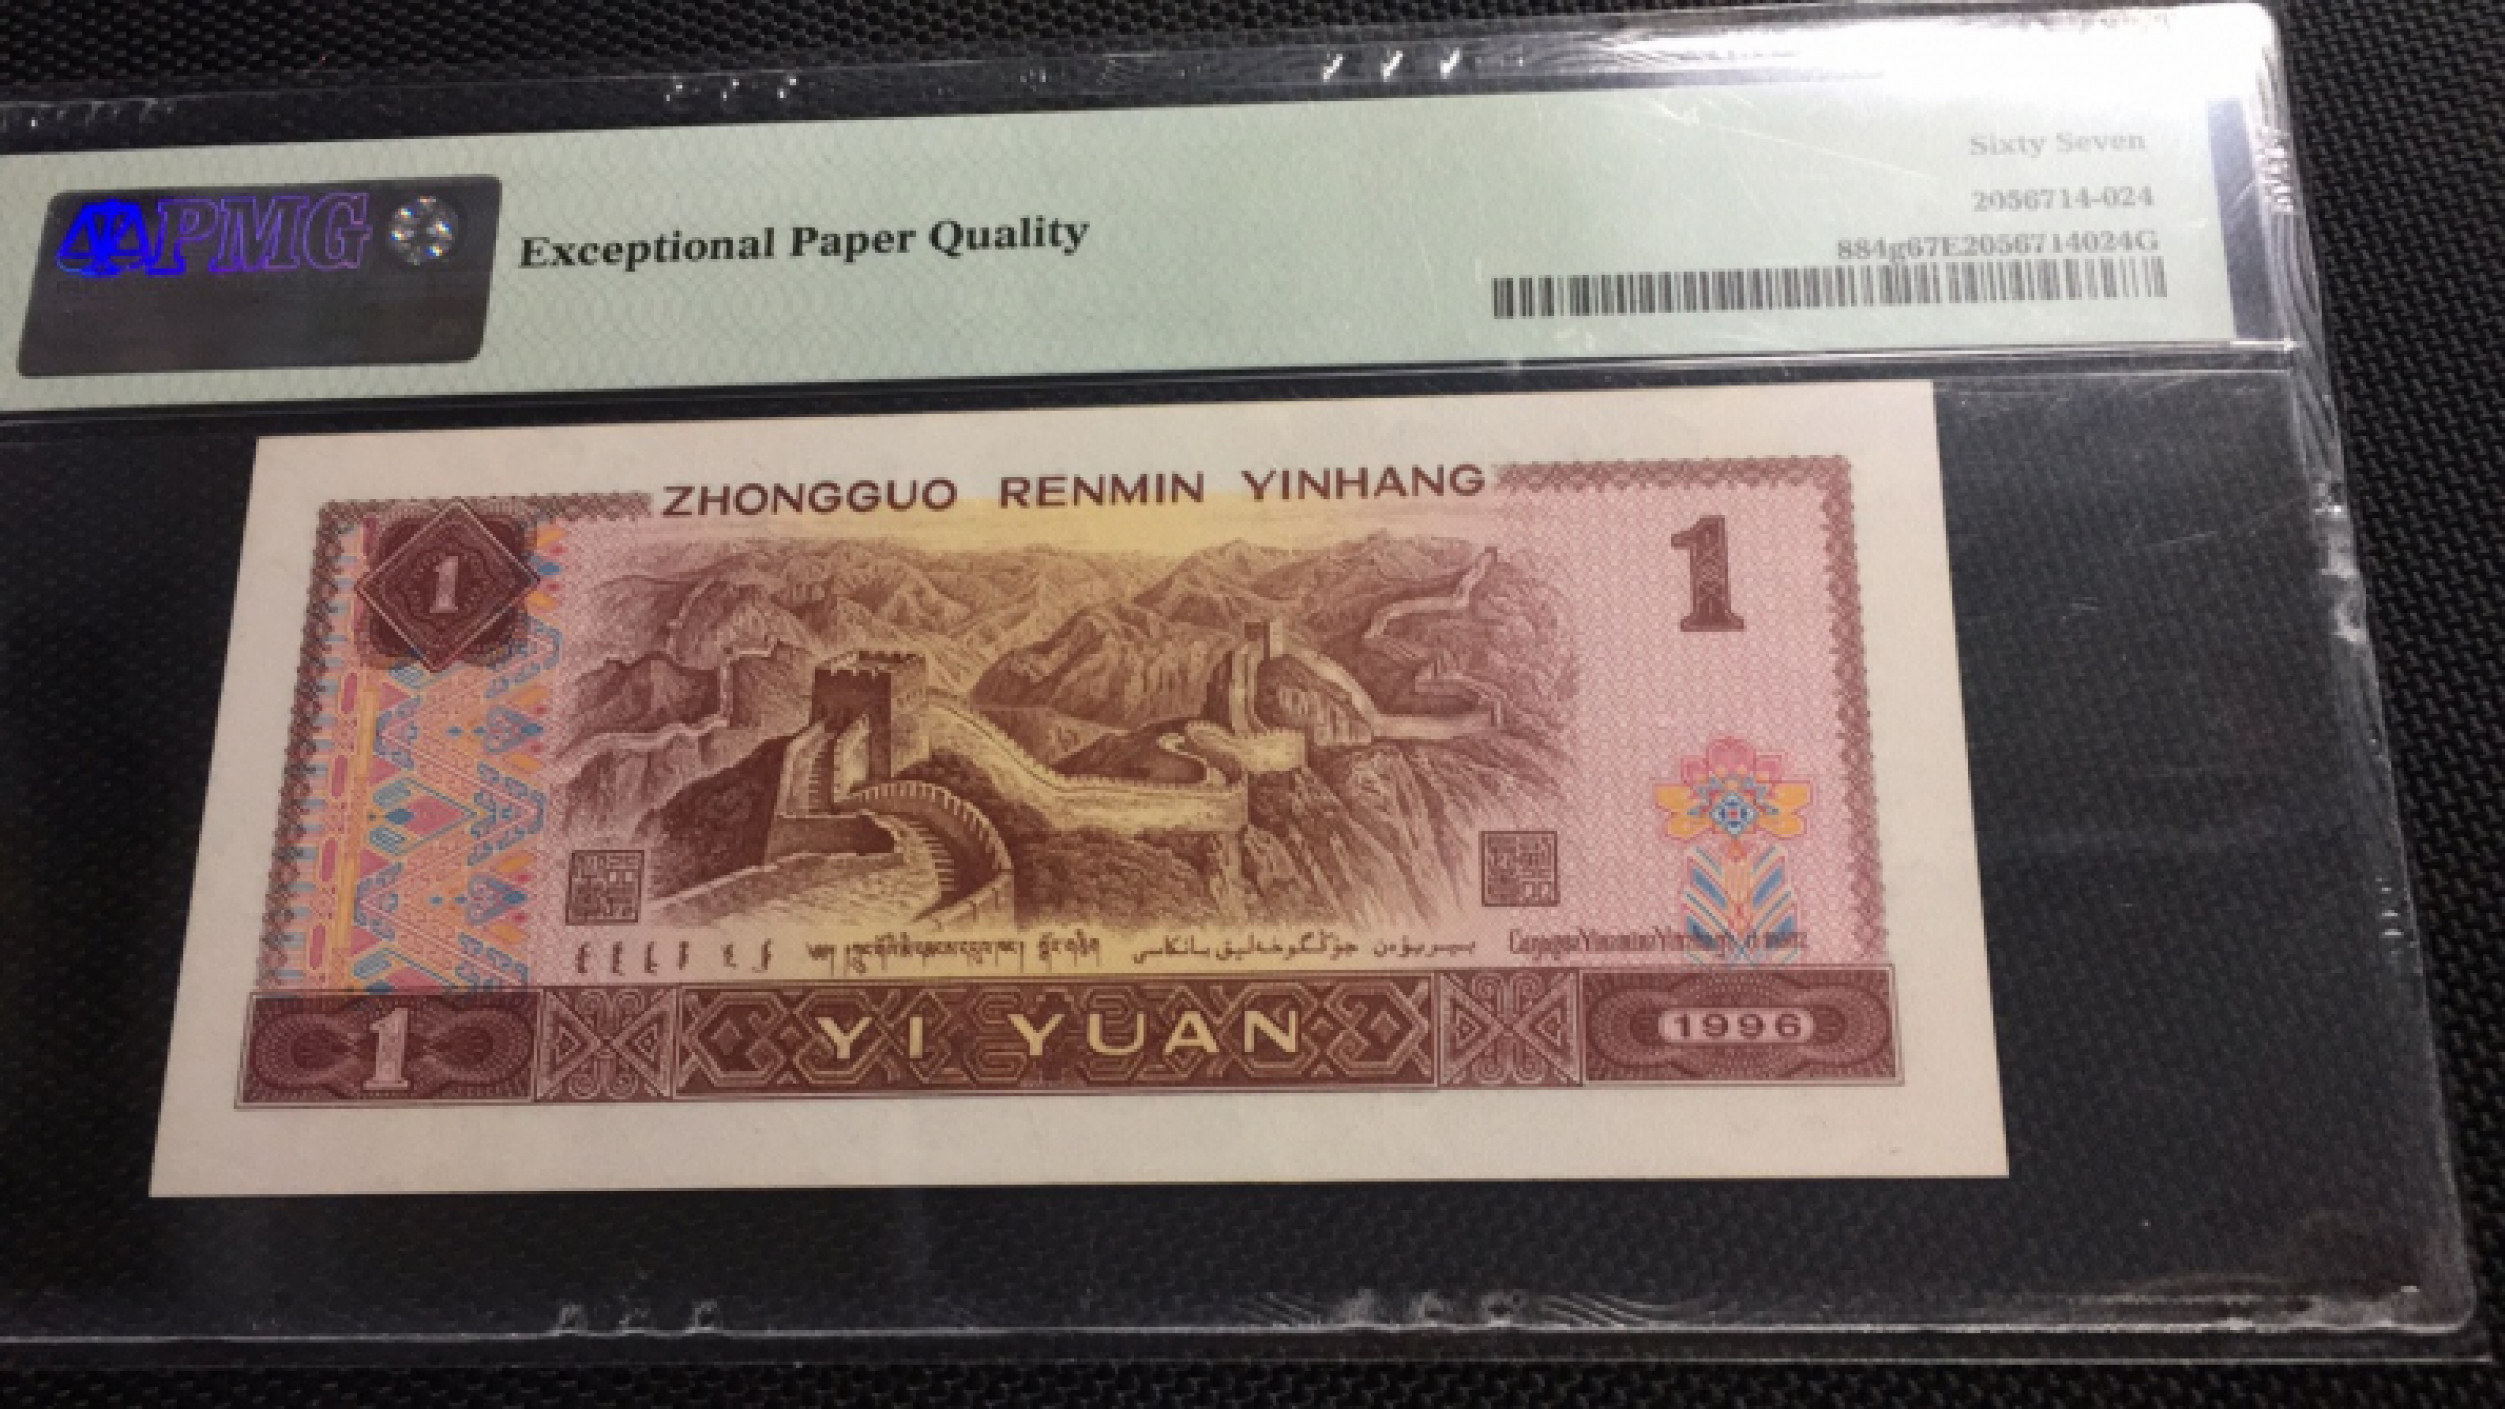 Sixty Seven
2056714-024
PMG
Exceptional Paper Quality
884g67E2056714024G
ZHONGGUO RENMIN YINHANG
1
1
1
YI YUAN
1996